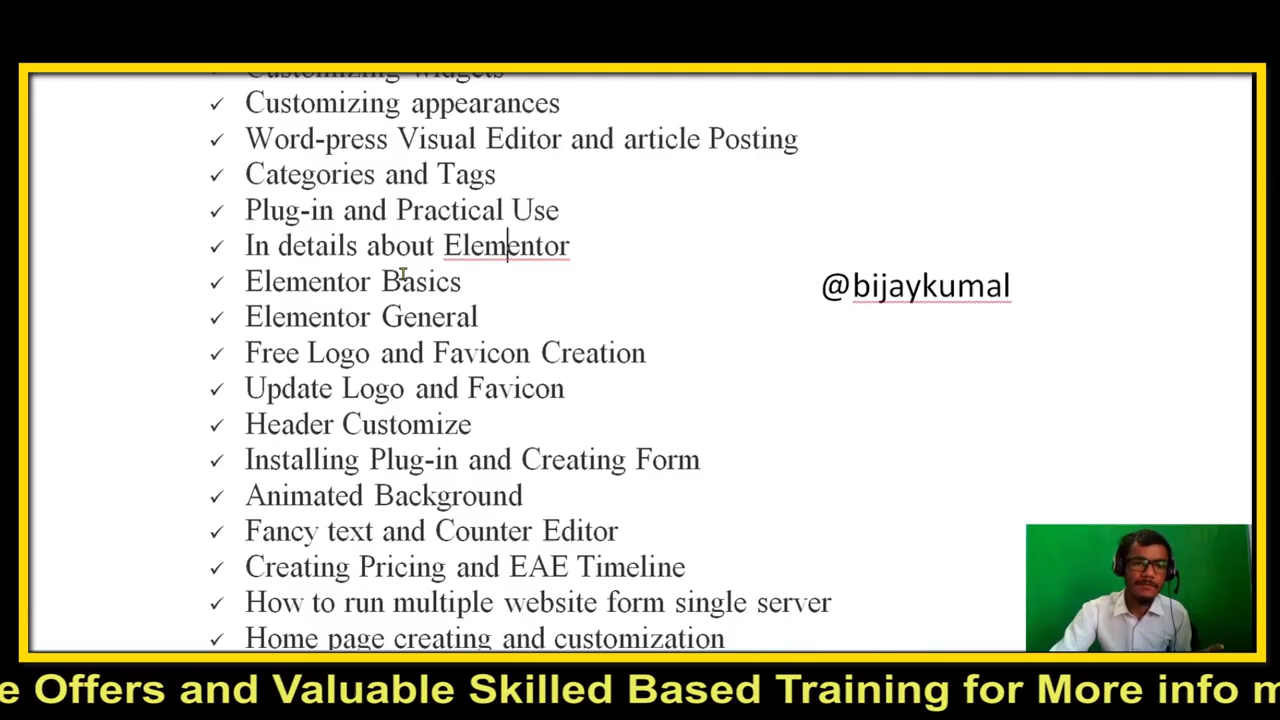 Customizing widgets
Customizing appearances
Word-press Visual Editor and article Posting
Categories and Tags
Plug-in and Practical Use
In details about Elementor
Elementor Basics
@bijaykumal
Elementor General
Free Logo and Favicon Creation
Update Logo and Favicon
Header Customize
Installing Plug-in and Creating Form
Animated Background
Fancy text and Counter Editor
Creating Pricing and EAE Timeline
How to run multiple website form single server
Home page creating and customization
e Offers and Valuable Skilled Based Training for More info m